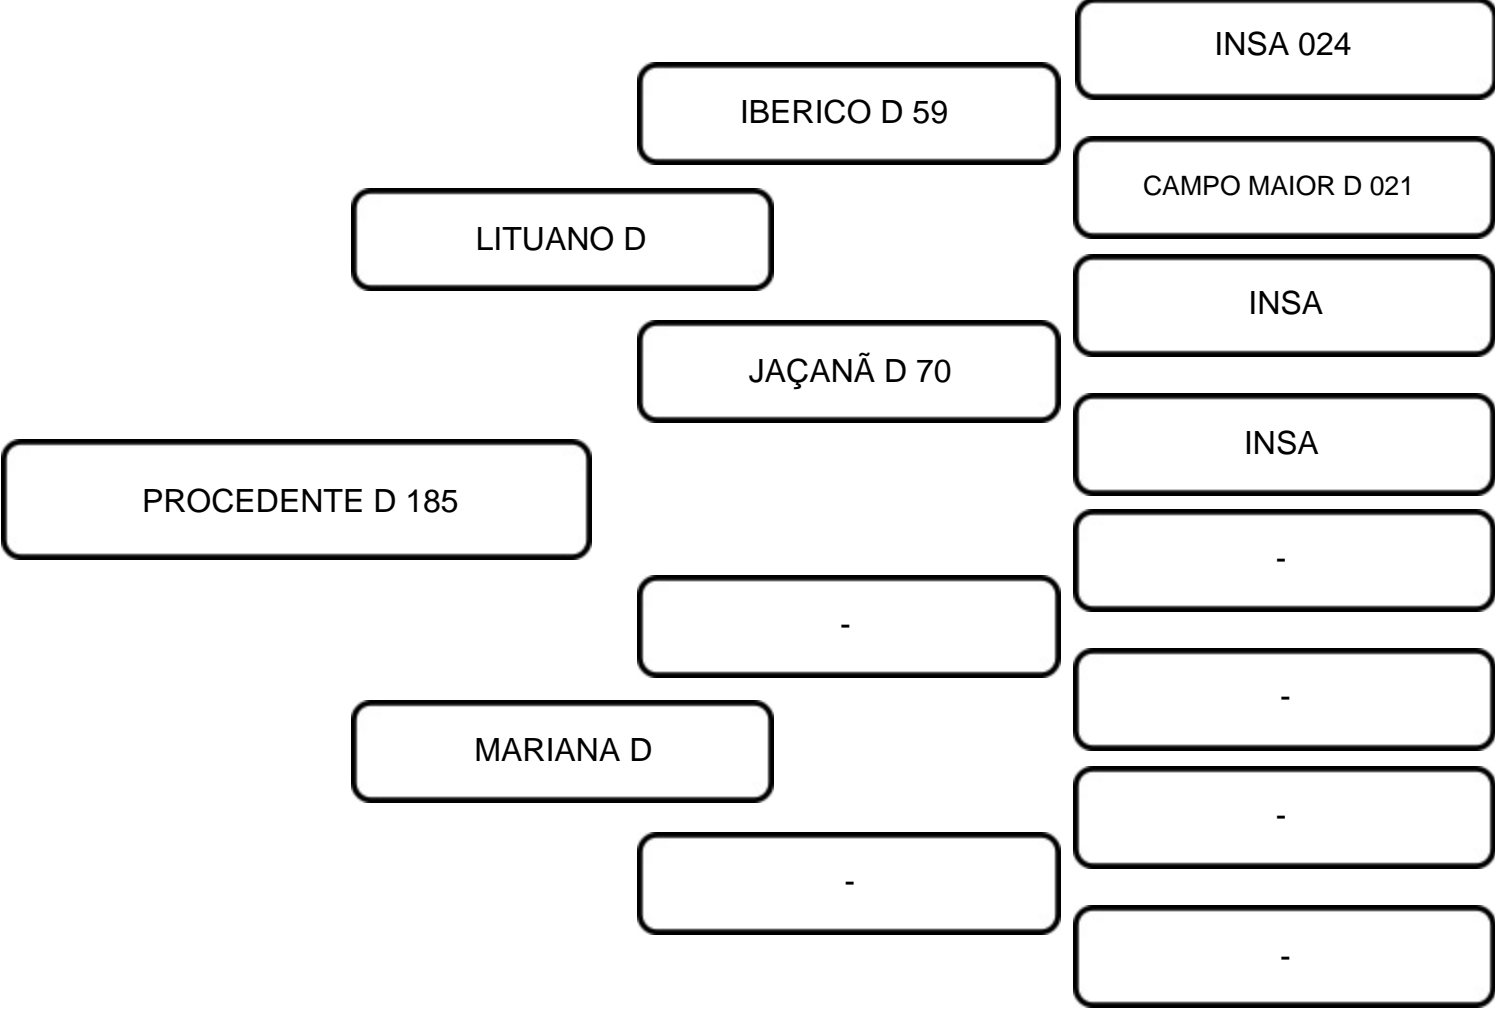 INSA 024
IBERICO D 59
CAMPO MAIOR D 021
LITUANO D
INSA
JAÇANÃ D 70
INSA
PROCEDENTE D 185
-
-
-
MARIANA D
-
-
-